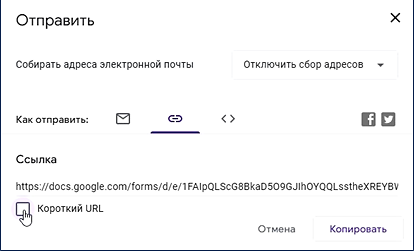 Отправить
Собирать адреса электронной почты
Отключить сбор адресов
Как отправить:
Ссылка
https://docs.google.com/forms/d/e/1FAIpQLScG8BkaD5O9GJIhOYQQLsstheXREYBV
Короткий URL
Отмена
Копировать